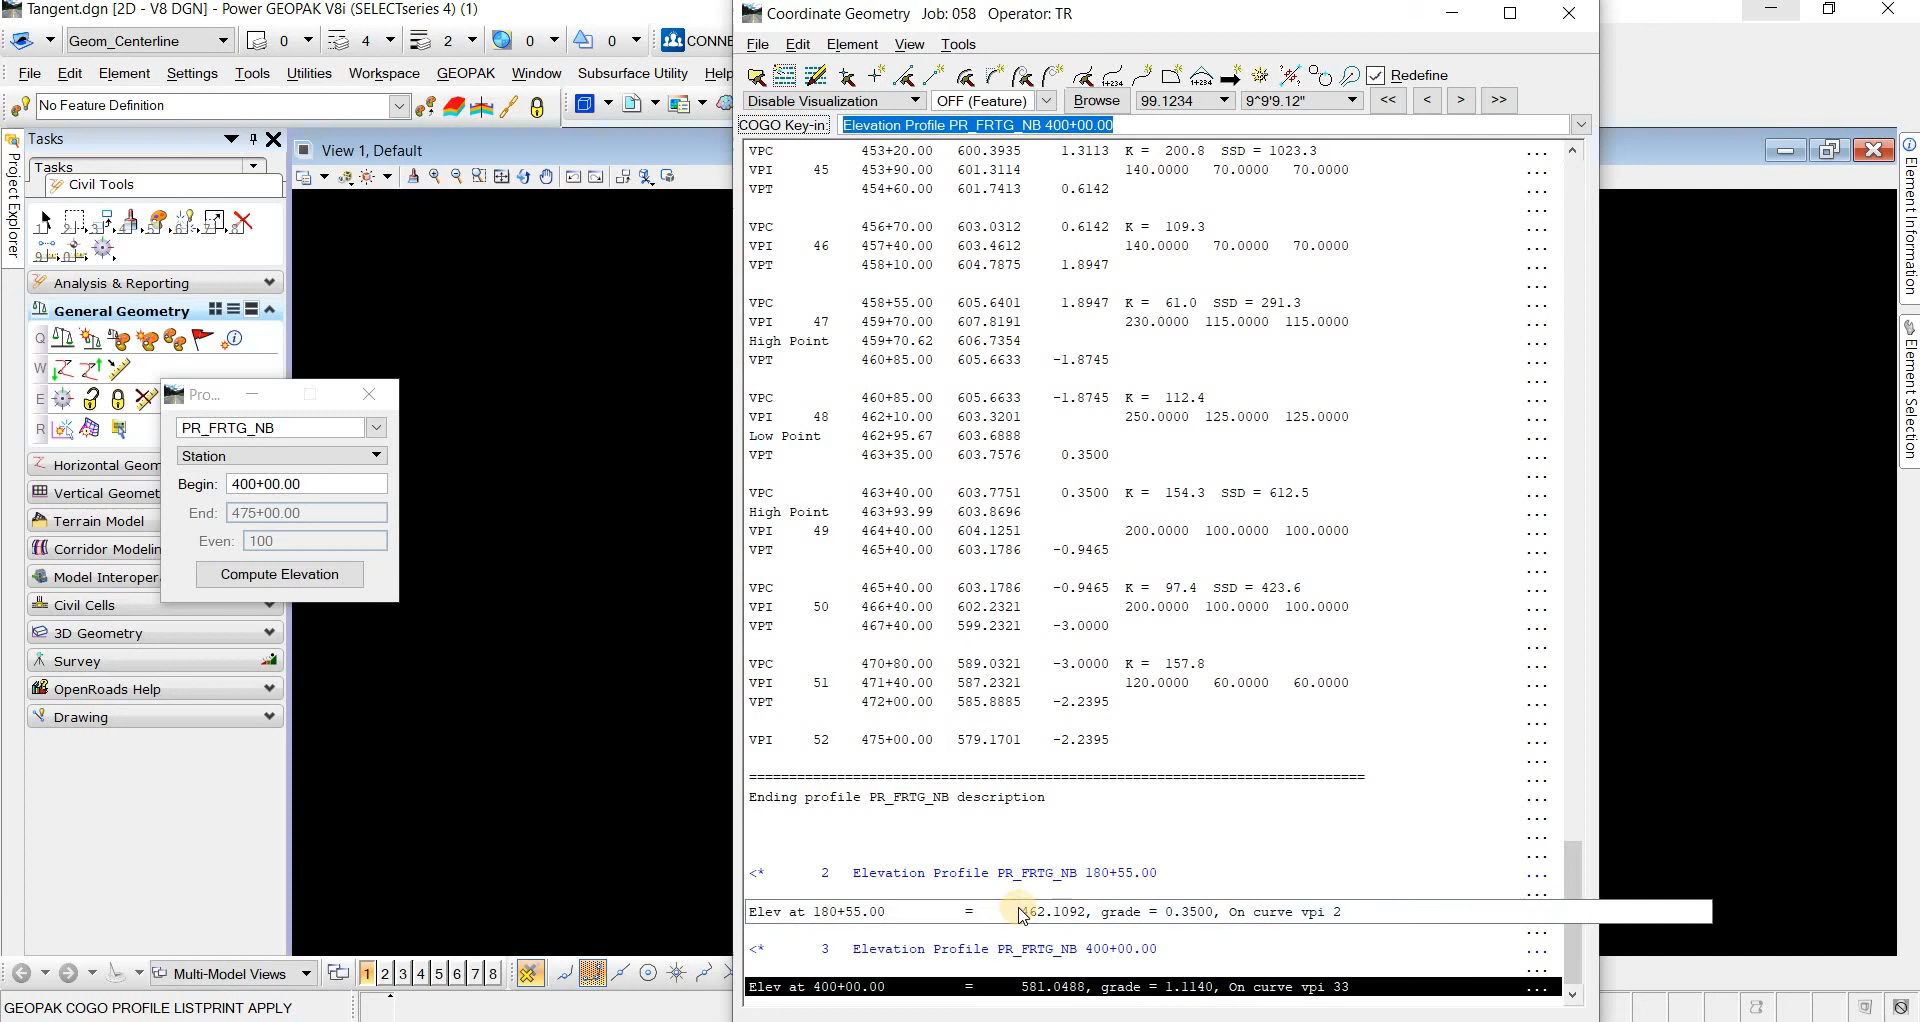 Tangent.dgn [2D - V8 DGN] - Power GEOPAK V8i (SELECTseries 4) (1)
Geom_Centerline 0 4 2 0 0 CONNE
File Edit Element Settings Tools Utilities Workspace GEOPAK Window Subsurface Utility Help
No Feature Definition
Tasks
Tasks
Civil Tools
Project Explorer
Analysis & Reporting
General Geometry
Q
W
E
R
Horizontal Geom
Vertical Geomet
Terrain Model
Corridor Modelin
Model Interoper
Civil Cells
3D Geometry
Survey
OpenRoads Help
Drawing
View 1, Default
Pro...
PR_FRTG_NB
Station
Begin: 400+00.00
End: 475+00.00
Even: 100
Compute Elevation
Coordinate Geometry Job: 058 Operator: TR
File Edit Element View Tools
Redefine
Disable Visualization OFF (Feature) Browse 99.1234 9^9'9.12" << < > >>
COGO Key-in: Elevation Profile PR_FRTG_NB 400+00.00
VPC 453+20.00 600.3935 1.3113 K = 200.8 SSD = 1023.3 ...
VPI 45 453+90.00 601.3114 140.0000 70.0000 70.0000 ...
VPT 454+60.00 601.7413 0.6142 ...
...
VPC 456+70.00 603.0312 0.6142 K = 109.3 ...
VPI 46 457+40.00 603.4612 140.0000 70.0000 70.0000 ...
VPT 458+10.00 604.7875 1.8947 ...
...
VPC 458+55.00 605.6401 1.8947 K = 61.0 SSD = 291.3 ...
VPI 47 459+70.00 607.8191 230.0000 115.0000 115.0000 ...
High Point 459+70.62 606.7354 ...
VPT 460+85.00 605.6633 -1.8745 ...
...
VPC 460+85.00 605.6633 -1.8745 K = 112.4 ...
VPI 48 462+10.00 603.3201 250.0000 125.0000 125.0000 ...
Low Point 462+95.67 603.6888 ...
VPT 463+35.00 603.7576 0.3500 ...
...
VPC 463+40.00 603.7751 0.3500 K = 154.3 SSD = 612.5 ...
High Point 463+93.99 603.8696 ...
VPI 49 464+40.00 604.1251 200.0000 100.0000 100.0000 ...
VPT 465+40.00 603.1786 -0.9465 ...
...
VPC 465+40.00 603.1786 -0.9465 K = 97.4 SSD = 423.6 ...
VPI 50 466+40.00 602.2321 200.0000 100.0000 100.0000 ...
VPT 467+40.00 599.2321 -3.0000 ...
...
VPC 470+80.00 589.0321 -3.0000 K = 157.8 ...
VPI 51 471+40.00 587.2321 120.0000 60.0000 60.0000 ...
VPT 472+00.00 585.8885 -2.2395 ...
...
VPI 52 475+00.00 579.1701 -2.2395 ...
...
=============================================================================
...
Ending profile PR_FRTG_NB description ...
...
...
...
<* 2 Elevation Profile PR_FRTG_NB 180+55.00 ...
...
Elev at 180+55.00 = 462.1092, grade = 0.3500, On curve vpi 2
...
<* 3 Elevation Profile PR_FRTG_NB 400+00.00 ...
...
Elev at 400+00.00 = 581.0488, grade = 1.1140, On curve vpi 33 ...
Element Information
Element Selection
Multi-Model Views 1 2 3 4 5 6 7 8
GEOPAK COGO PROFILE LISTPRINT APPLY